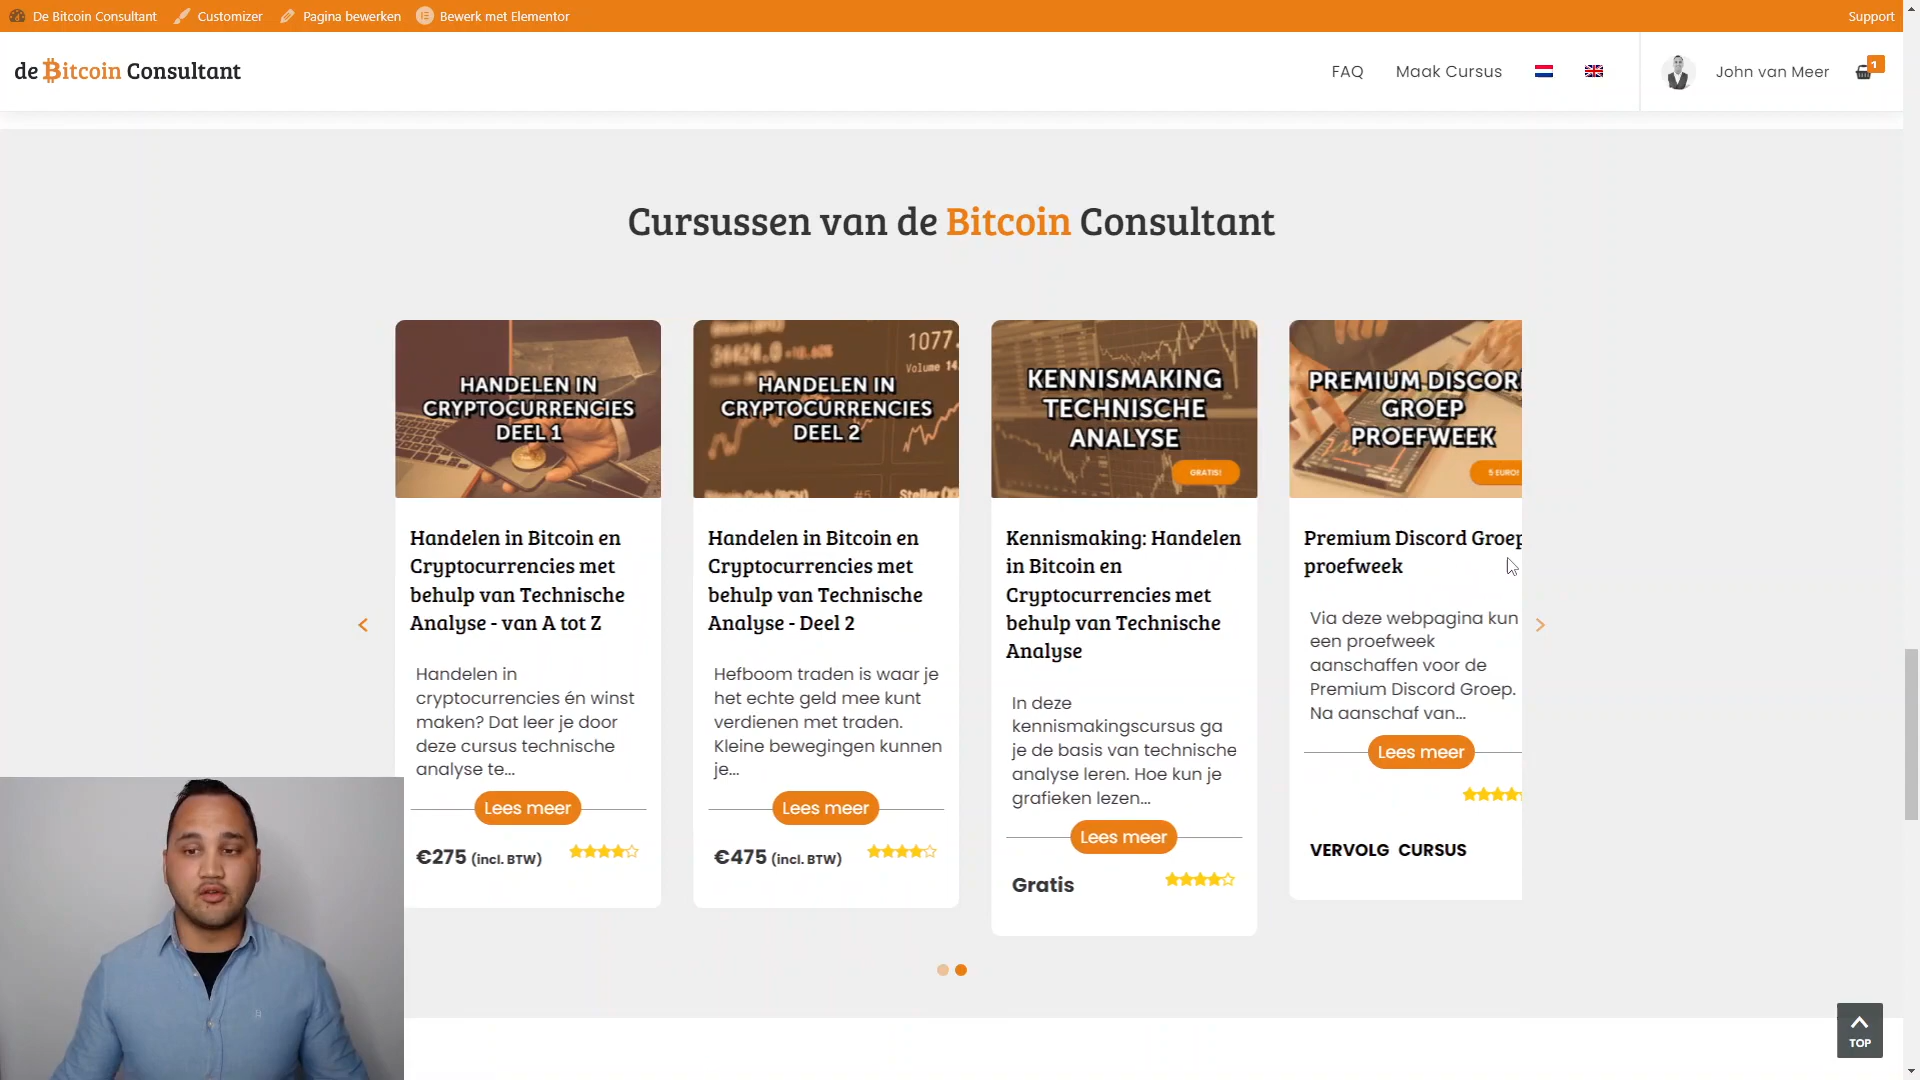 De Bitcoin Consultant Customizer Pagina bewerken Bewerk met Elementor Support
de Bitcoin Consultant FAQ Maak Cursus John van Meer 1
Cursussen van de Bitcoin Consultant
HANDELEN IN
CRYPTOCURRENCIES
DEEL 1
Handelen in Bitcoin en
Cryptocurrencies met
behulp van Technische
Analyse - van A tot Z
Handelen in
cryptocurrencies én winst
maken? Dat leer je door
deze cursus technische
analyse te...
Lees meer
€275 (incl. BTW)
1077.
Volume 14.
HANDELEN IN
CRYPTOCURRENCIES
DEEL 2
#5
Handelen in Bitcoin en
Cryptocurrencies met
behulp van Technische
Analyse - Deel 2
Hefboom traden is waar je
het echte geld mee kunt
verdienen met traden.
Kleine bewegingen kunnen
je...
Lees meer
€475 (incl. BTW)
KENNISMAKING
TECHNISCHE
ANALYSE
GRATIS!
Kennismaking: Handelen
in Bitcoin en
Cryptocurrencies met
behulp van Technische
Analyse
In deze
kennismakingscursus ga
je de basis van technische
analyse leren. Hoe kun je
grafieken lezen...
Lees meer
Gratis
PREMIUM DISCOR
GROEP
PROEFWEEK
5 EURO!
Premium Discord Groep
proefweek
Via deze webpagina kun
een proefweek
aanschaffen voor de
Premium Discord Groep.
Na aanschaf van...
Lees meer
VERVOLG CURSUS
TOP